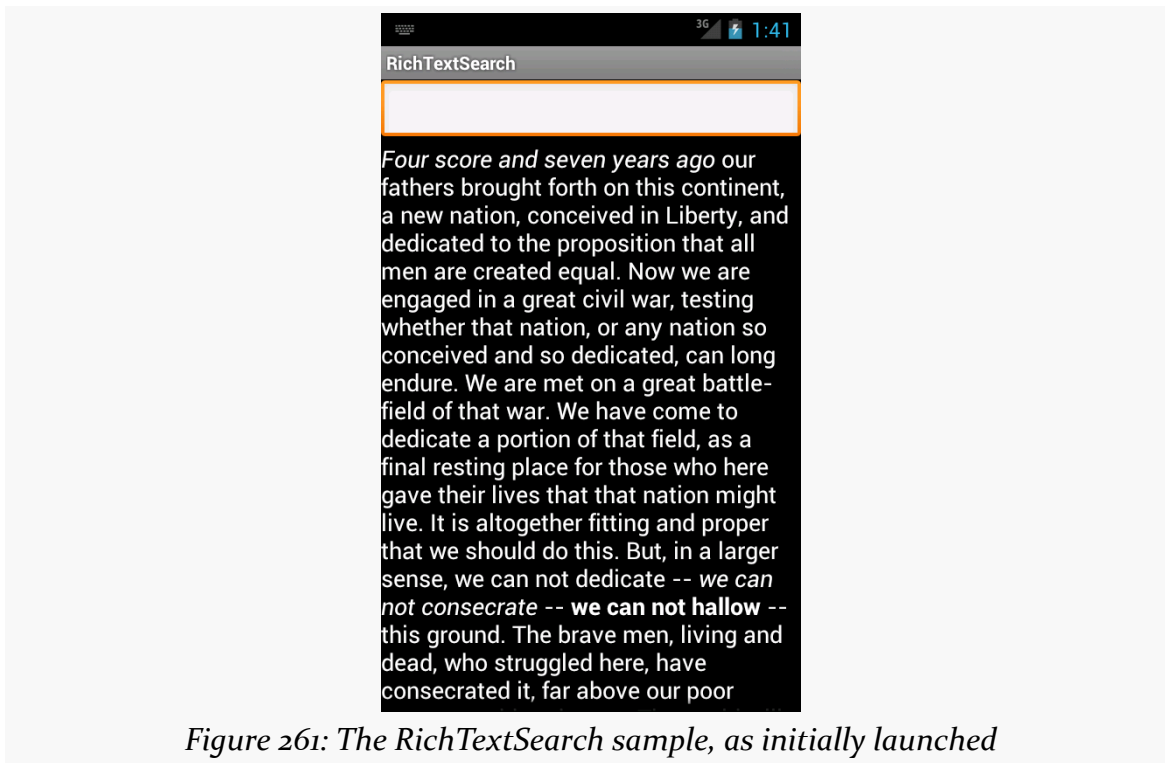 3G 1:41
RichTextSearch
Four score and seven years ago our
fathers brought forth on this continent,
a new nation, conceived in Liberty, and
dedicated to the proposition that all
men are created equal. Now we are
engaged in a great civil war, testing
whether that nation, or any nation so
conceived and so dedicated, can long
endure. We are met on a great battle-
field of that war. We have come to
dedicate a portion of that field, as a
final resting place for those who here
gave their lives that that nation might
live. It is altogether fitting and proper
that we should do this. But, in a larger
sense, we can not dedicate -- we can
not consecrate -- we can not hallow --
this ground. The brave men, living and
dead, who struggled here, have
consecrated it, far above our poor
Figure 261: The RichTextSearch sample, as initially launched